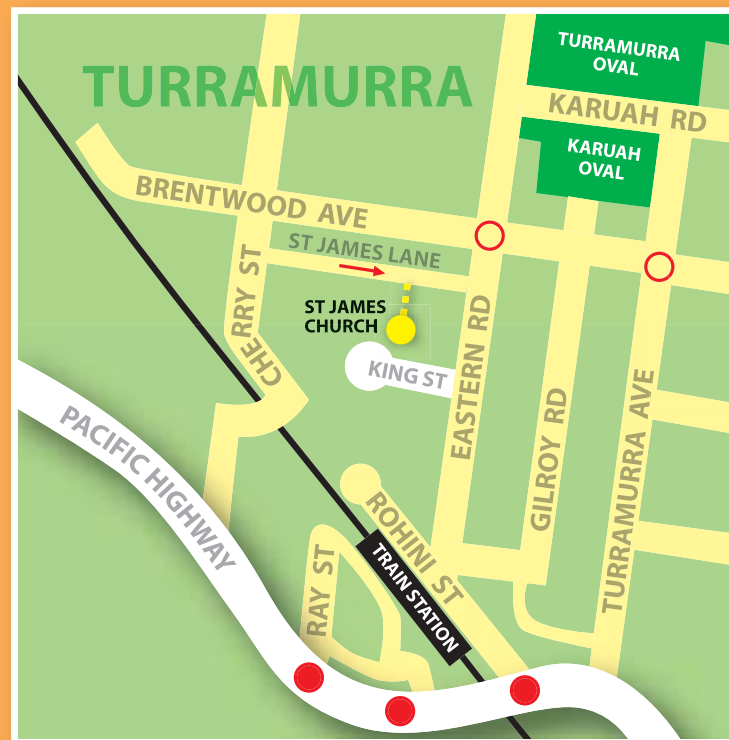 TURRAMURRA
OVAL
TURRAMURRA
KARUAH RD
KARUAH
OVAL
BRENTWOOD AVE
ST JAMES LANE
CHERRY ST
ST JAMES
CHURCH
KING ST
EASTERN RD
GILROY RD
TURRAMURRA AVE
PACIFIC HIGHWAY
ROHINI ST
TRAIN STATION
RAY ST